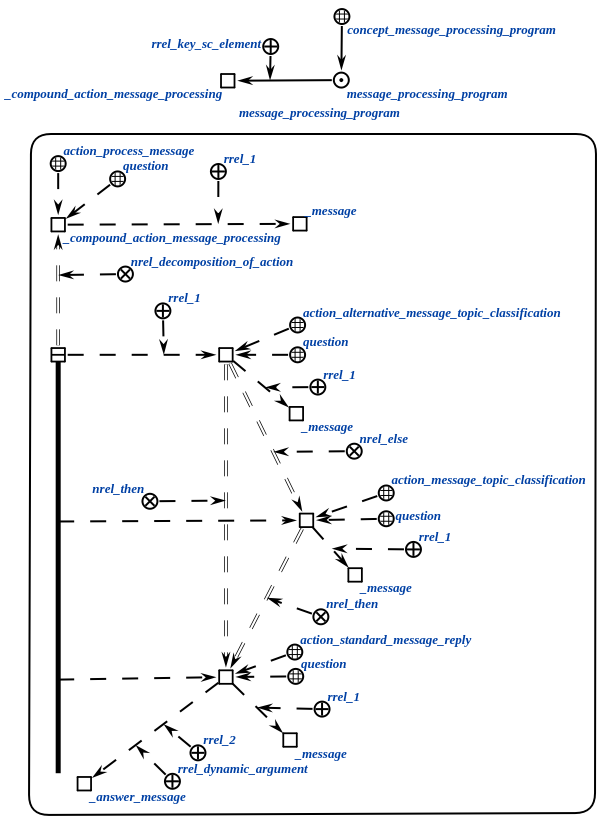 concept_message_processing_program
rrel_key_sc_element
_compound_action_message_processing
message_processing_program
message_processing_program
action_process_message
question
rrel_1
_message
_compound_action_message_processing
nrel_decomposition_of_action
rrel_1
action_alternative_message_topic_classification
question
rrel_1
_message
nrel_else
action_message_topic_classification
nrel_then
question
rrel_1
_message
nrel_then
action_standard_message_reply
question
rrel_1
rrel_2
_message
rrel_dynamic_argument
_answer_message